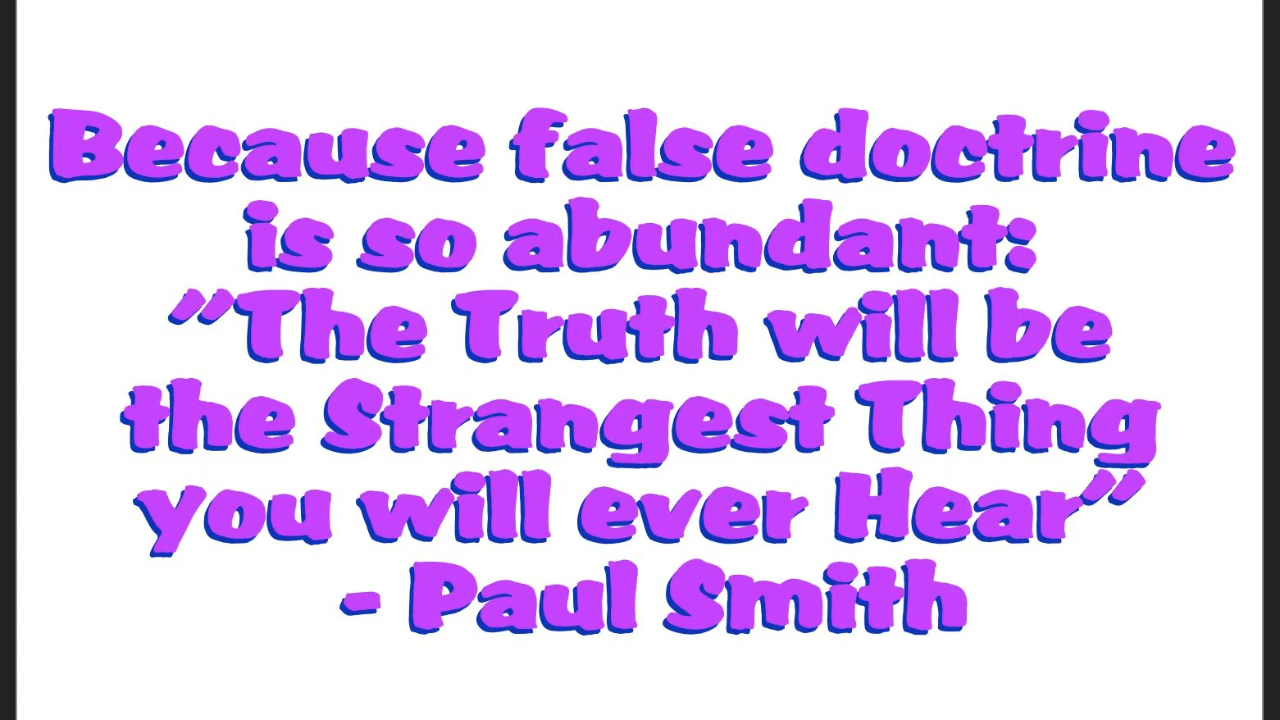 Because false doctrine
is so abundant:
"The Truth will be
the Strangest Thing
you will ever Hear"
- Paul Smith